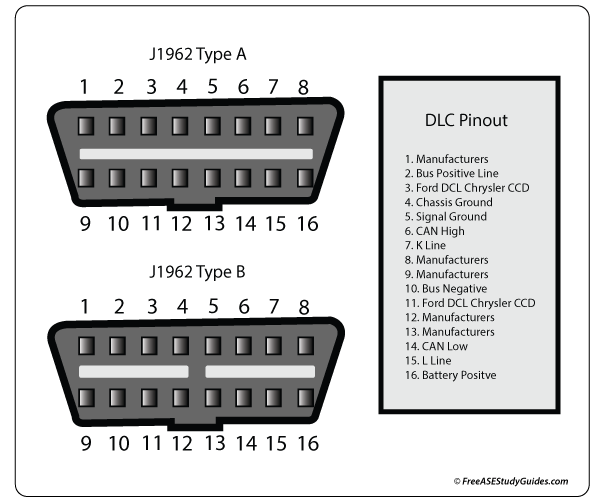 J1962 Type A
1 2 3 4 5 6 7 8
9 10 11 12 13 14 15 16
J1962 Type B
1 2 3 4 5 6 7 8
9 10 11 12 13 14 15 16
DLC Pinout
1. Manufacturers
2. Bus Positive Line
3. Ford DCL Chrysler CCD
4. Chassis Ground
5. Signal Ground
6. CAN High
7. K Line
8. Manufacturers
9. Manufacturers
10. Bus Negative
11. Ford DCL Chrysler CCD
12. Manufacturers
13. Manufacturers
14. CAN Low
15. L Line
16. Battery Positve
© FreeASEStudyGuides.com